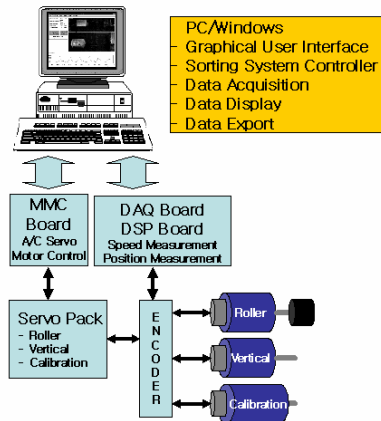 PC/Windows
- Graphical User Interface
- Sorting System Controller
- Data Acquisition
- Data Display
- Data Export
MMC
Board
A/C Servo
Motor Control
DAQ Board
DSP Board
Speed Measurement
Position Measurement
Servo Pack
- Roller
- Vertical
- Calibration
E
N
C
O
D
E
R
Roller
Vertical
Calibration